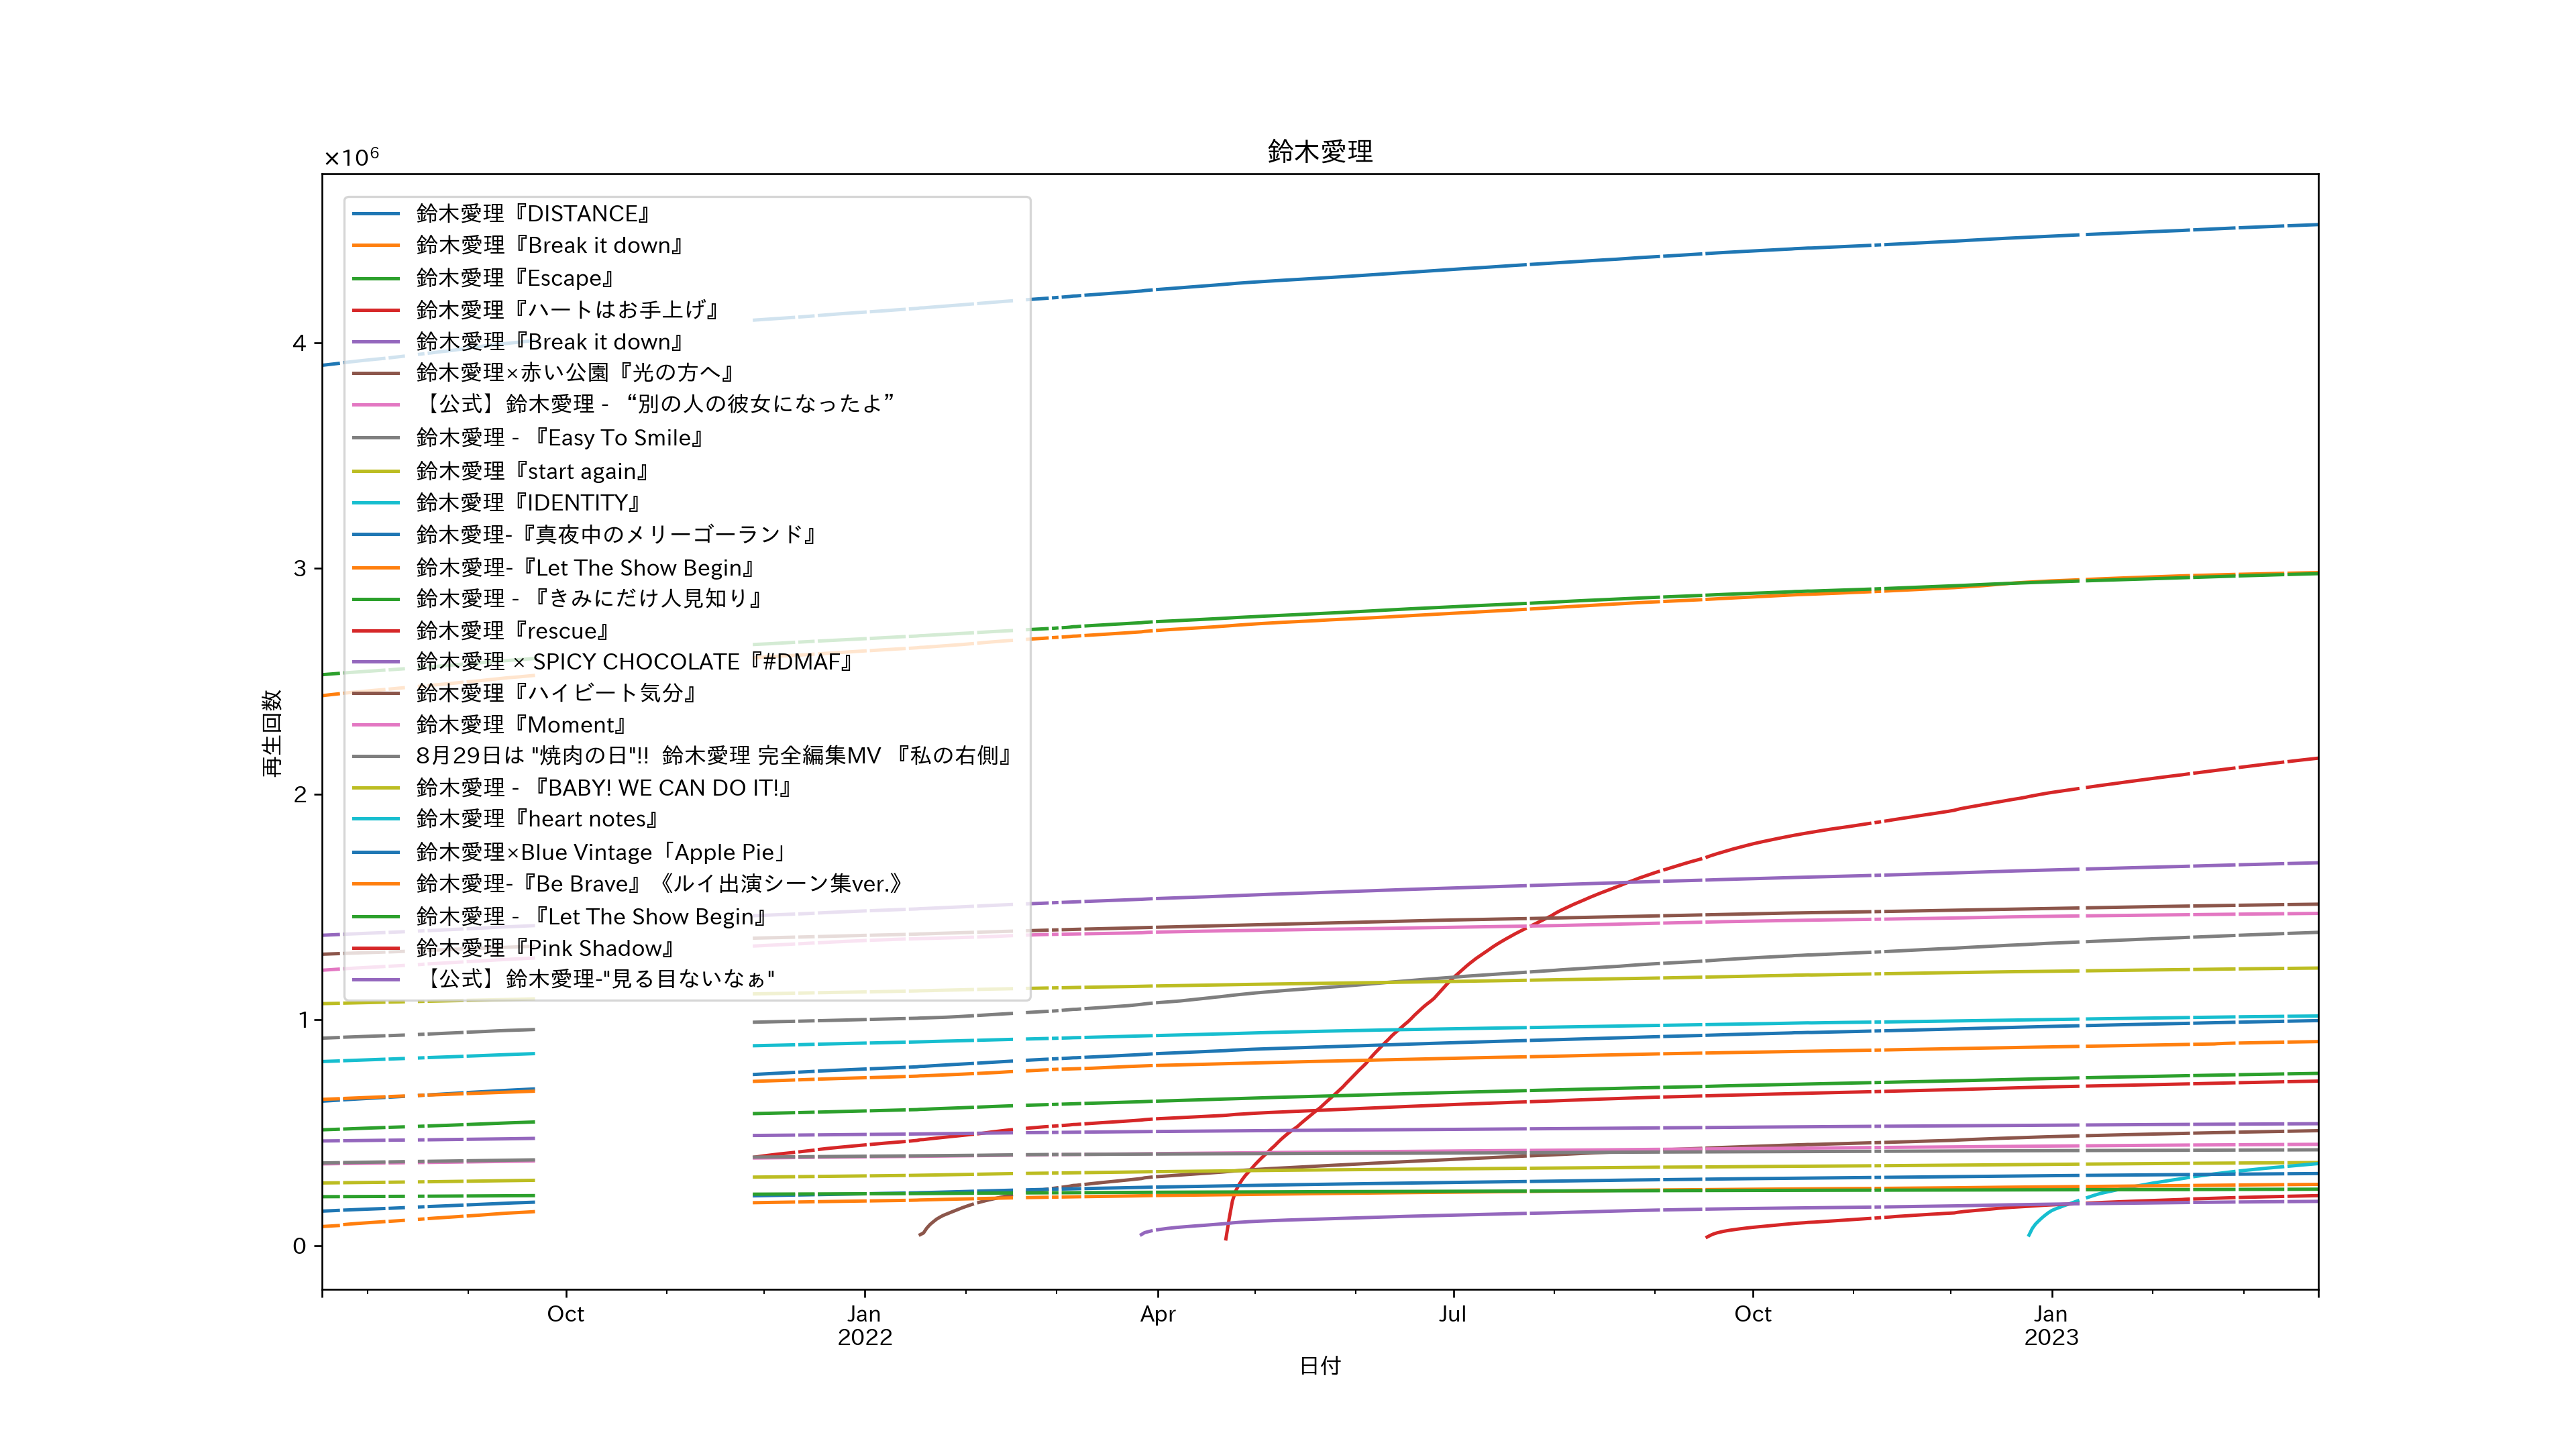 鈴木愛理
×10⁶
鈴木愛理『DISTANCE』
鈴木愛理『Break it down』
鈴木愛理『Escape』
鈴木愛理『ハートはお手上げ』
鈴木愛理『Break it down』
鈴木愛理×赤い公園『光の方へ』
【公式】鈴木愛理 - “別の人の彼女になったよ”
鈴木愛理 - 『Easy To Smile』
鈴木愛理『start again』
鈴木愛理『IDENTITY』
鈴木愛理-『真夜中のメリーゴーランド』
鈴木愛理-『Let The Show Begin』
鈴木愛理 - 『きみにだけ人見知り』
鈴木愛理『rescue』
鈴木愛理 × SPICY CHOCOLATE『#DMAF』
鈴木愛理『ハイビート気分』
鈴木愛理『Moment』
8月29日は "焼肉の日"!! 鈴木愛理 完全編集MV 『私の右側』
鈴木愛理 - 『BABY! WE CAN DO IT!』
鈴木愛理『heart notes』
鈴木愛理×Blue Vintage「Apple Pie」
鈴木愛理-『Be Brave』《ルイ出演シーン集ver.》
鈴木愛理 - 『Let The Show Begin』
鈴木愛理『Pink Shadow』
【公式】鈴木愛理-"見る目ないなぁ"
4
3
2
1
0
再生回数
Oct
Jan
2022
Apr
Jul
Oct
Jan
2023
日付